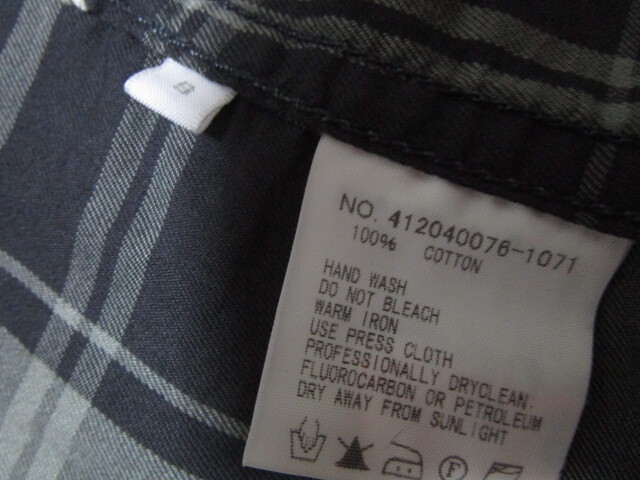 NO. 412040076-1071
100% COTTON
HAND WASH
DO NOT BLEACH
WARM IRON
USE PRESS CLOTH
PROFESSIONALLY DRYCLEAN:
FLUOROCARBON OR PETROLEUM
DRY AWAY FROM SUNLIGHT
F